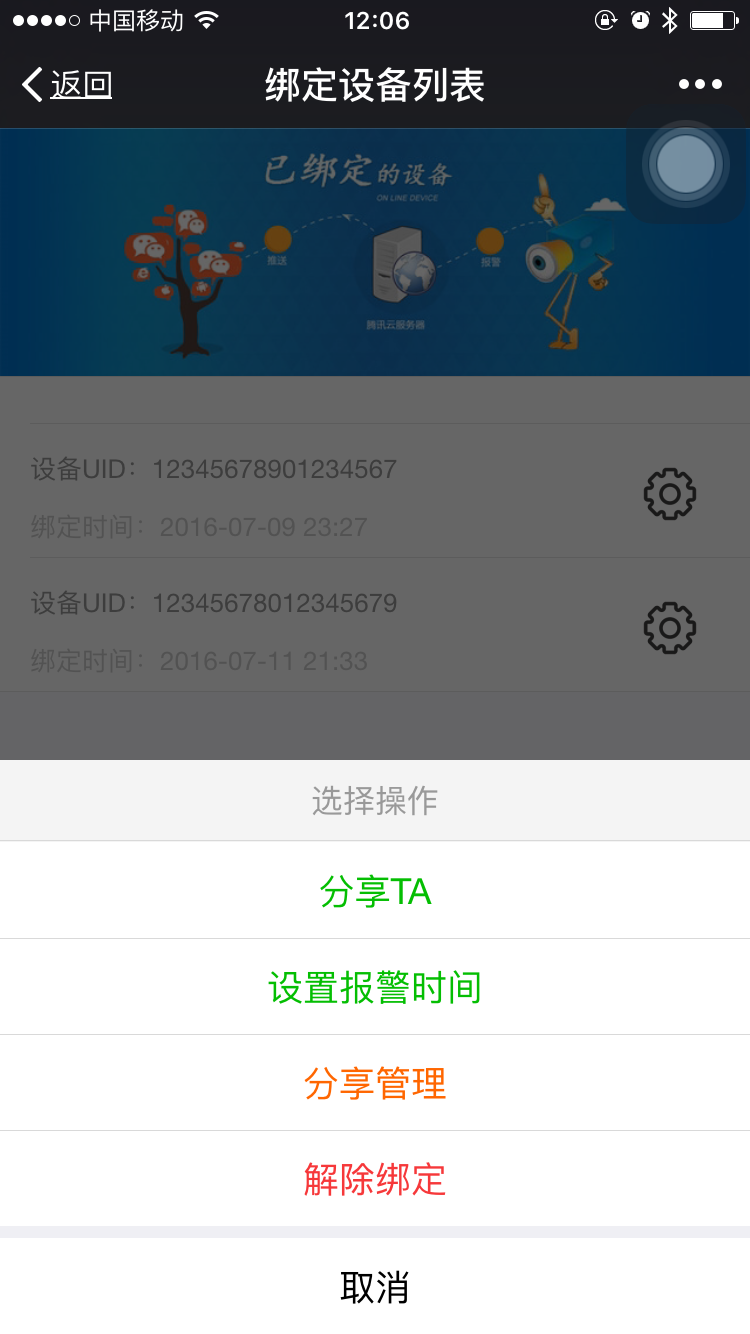 中国移动 12:06
返回 绑定设备列表
已绑定的设备
ON LINE DEVICE
推送
报警
腾讯云服务器
设备UID：12345678901234567
绑定时间：2016-07-09 23:27
设备UID：12345678012345679
绑定时间：2016-07-11 21:33
选择操作
分享TA
设置报警时间
分享管理
解除绑定
取消